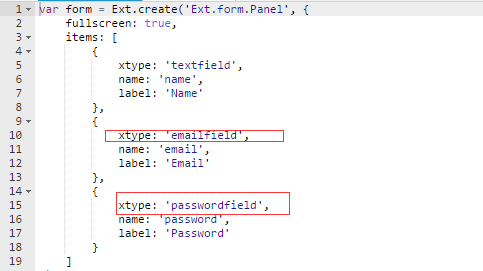 1 var form = Ext.create('Ext.form.Panel', {
2 fullscreen: true,
3 items: [
4 {
5 xtype: 'textfield',
6 name: 'name',
7 label: 'Name'
8 },
9 {
10 xtype: 'emailfield',
11 name: 'email',
12 label: 'Email'
13 },
14 {
15 xtype: 'passwordfield',
16 name: 'password',
17 label: 'Password'
18 }
19 ]